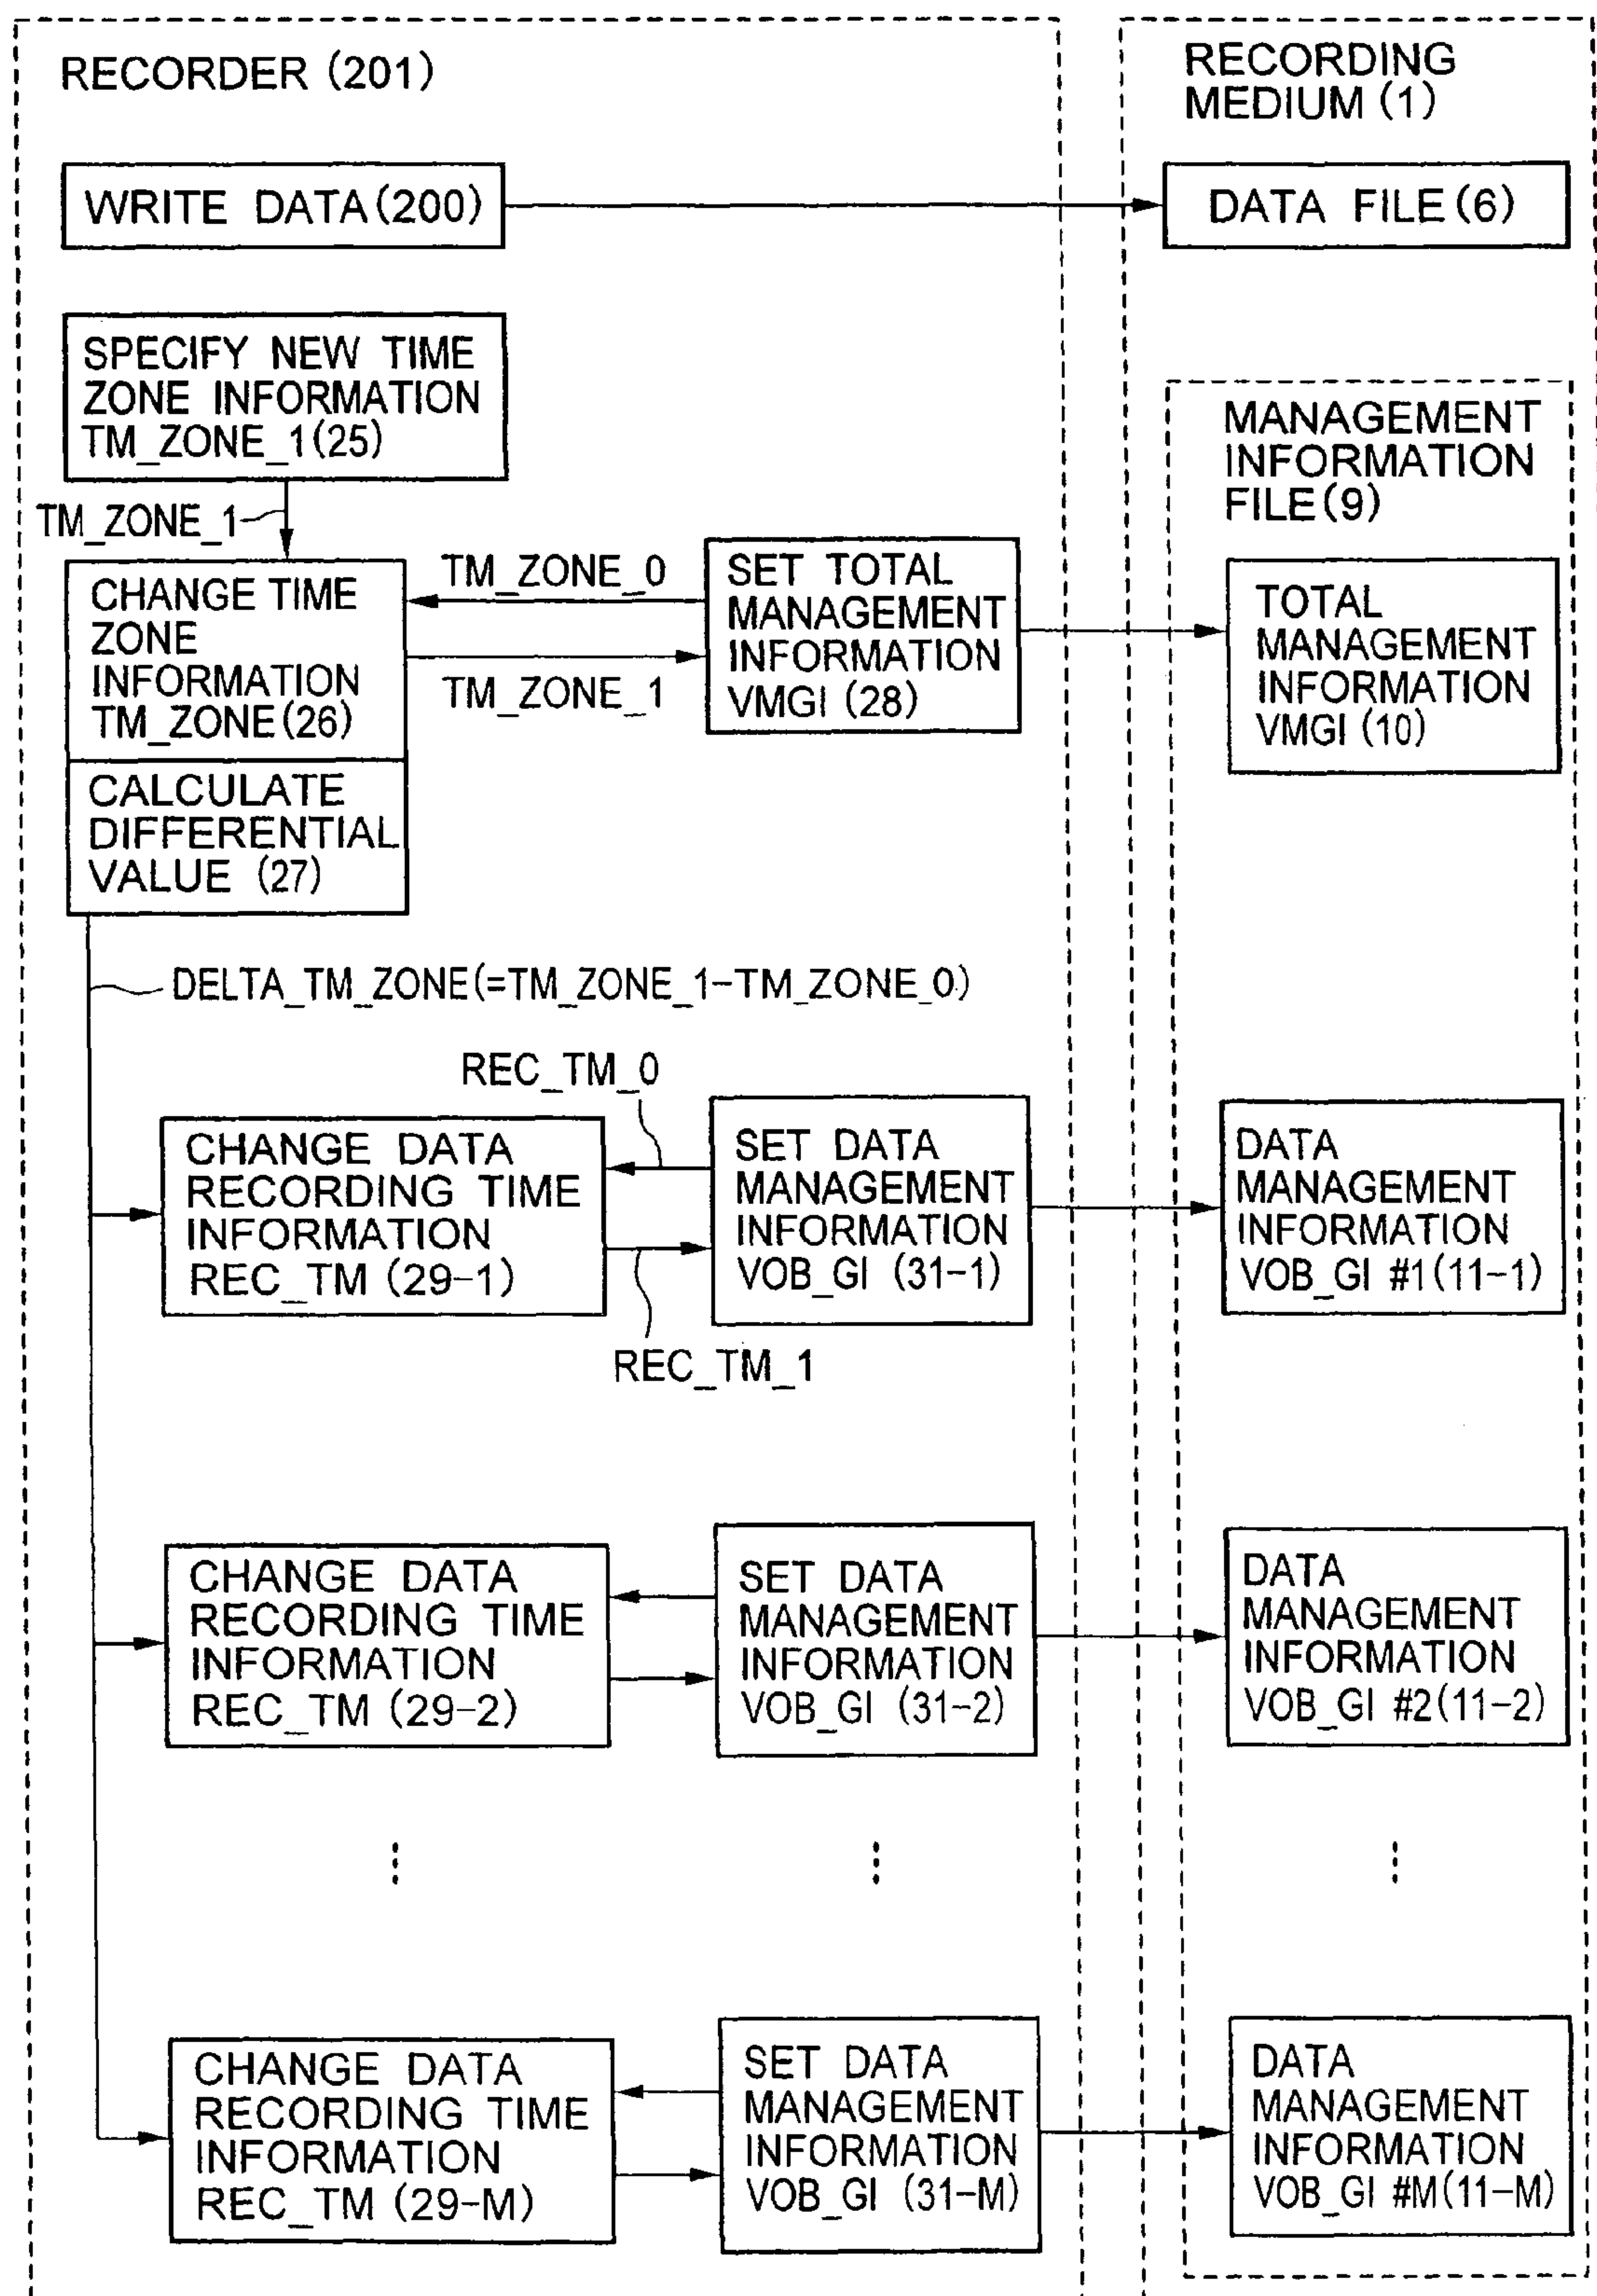 RECORDER (201)
RECORDING
MEDIUM (1)
WRITE DATA (200)
DATA FILE (6)
SPECIFY NEW TIME
ZONE INFORMATION
TM_ZONE_1 (25)
MANAGEMENT
INFORMATION
FILE (9)
TM_ZONE_1
CHANGE TIME
ZONE
INFORMATION
TM_ZONE (26)
TM_ZONE_0
TM_ZONE_1
SET TOTAL
MANAGEMENT
INFORMATION
VMGI (28)
TOTAL
MANAGEMENT
INFORMATION
VMGI (10)
CALCULATE
DIFFERENTIAL
VALUE (27)
DELTA_TM_ZONE(=TM_ZONE_1-TM_ZONE_0)
REC_TM_0
CHANGE DATA
RECORDING TIME
INFORMATION
REC_TM (29-1)
SET DATA
MANAGEMENT
INFORMATION
VOB_GI (31-1)
DATA
MANAGEMENT
INFORMATION
VOB_GI #1 (11-1)
REC_TM_1
CHANGE DATA
RECORDING TIME
INFORMATION
REC_TM (29-2)
SET DATA
MANAGEMENT
INFORMATION
VOB_GI (31-2)
DATA
MANAGEMENT
INFORMATION
VOB_GI #2 (11-2)
CHANGE DATA
RECORDING TIME
INFORMATION
REC_TM (29-M)
SET DATA
MANAGEMENT
INFORMATION
VOB_GI (31-M)
DATA
MANAGEMENT
INFORMATION
VOB_GI #M (11-M)